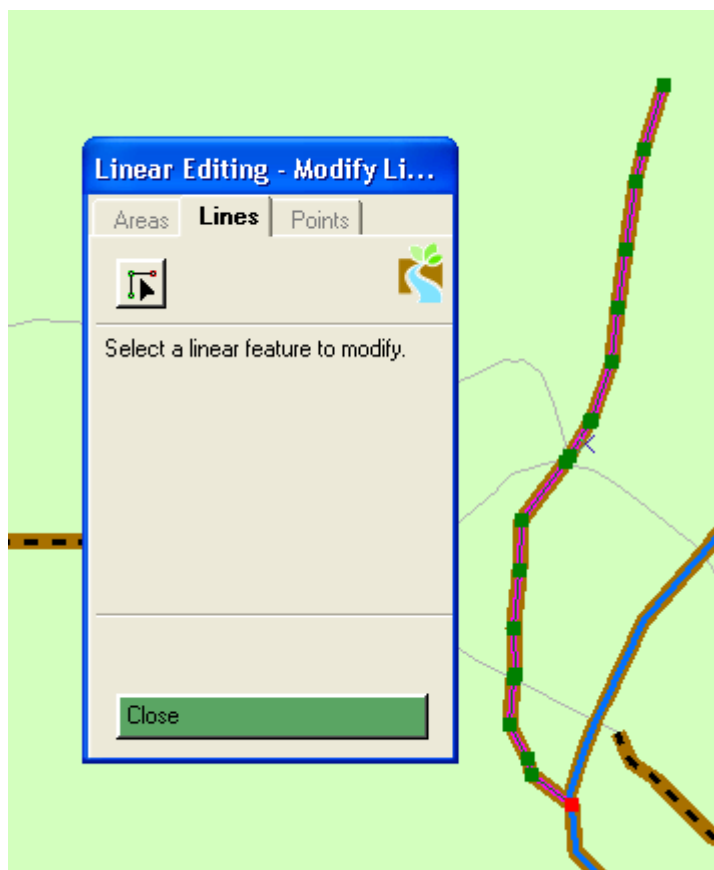 Linear Editing - Modify Li...
Areas Lines Points
Select a linear feature to modify.
Close